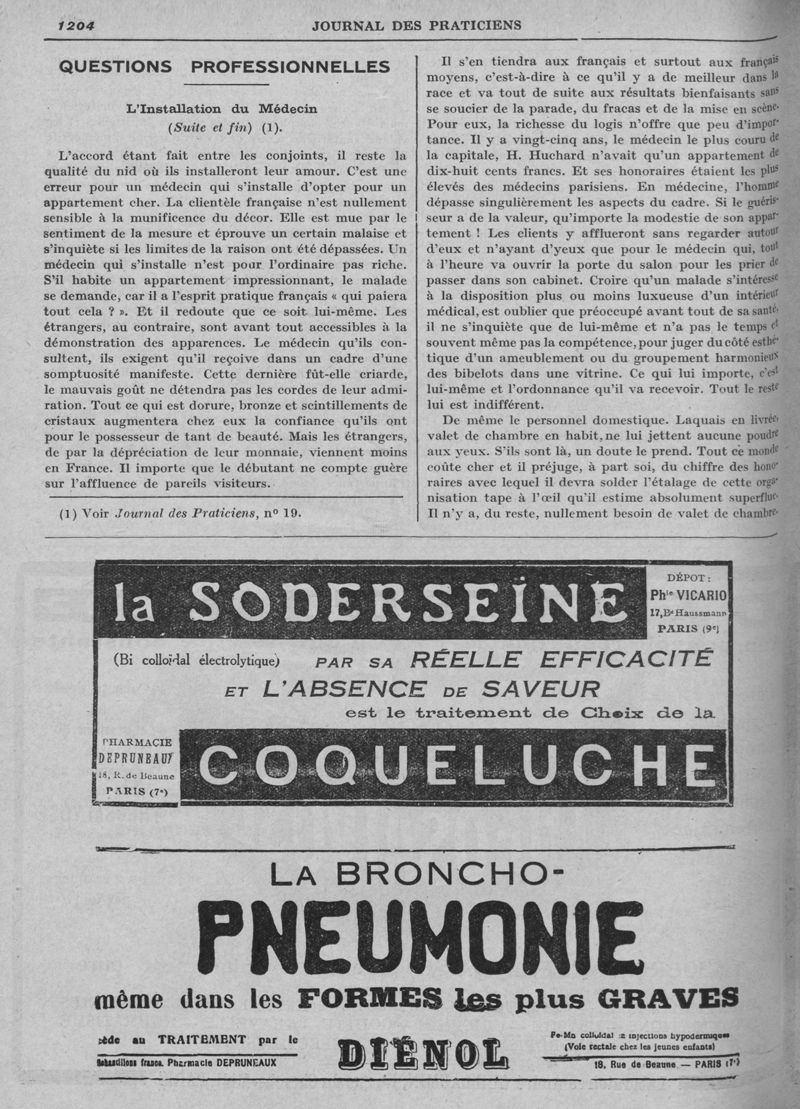 1204
JOURNAL DES PRATICIENS
QUESTIONS PROFESSIONNELLES
L'Installation du Médecin
(Suite et fin) (1).
L'accord étant fait entre les conjoints, il reste la
qualité du nid où ils installeront leur amour. C'est une
erreur pour un médecin qui s'installe d'opter pour un
appartement cher. La clientèle française n'est nullement
sensible à la munificence du décor. Elle est mue par le
sentiment de la mesure et éprouve un certain malaise et
s'inquiète si les limites de la raison ont été dépassées. Un
médecin qui s'installe n'est pour l'ordinaire pas riche.
S'il habite un appartement impressionnant, le malade
se demande, car il a l'esprit pratique français « qui paiera
tout cela ? ». Et il redoute que ce soit lui-même. Les
étrangers, au contraire, sont avant tout accessibles à la
démonstration des apparences. Le médecin qu'ils con-
sultent, ils exigent qu'il reçoive dans un cadre d'une
somptuosité manifeste. Cette dernière fût-elle criarde,
le mauvais goût ne détendra pas les cordes de leur admi-
ration. Tout ce qui est dorure, bronze et scintillements de
cristaux augmentera chez eux la confiance qu'ils ont
pour le possesseur de tant de beauté. Mais les étrangers,
de par la dépréciation de leur monnaie, viennent moins
en France. Il importe que le débutant ne compte guère
sur l'affluence de pareils visiteurs.
(1) Voir Journal des Praticiens, nº 19.
Il s'en tiendra aux français et surtout aux français
moyens, c'est-à-dire à ce qu'il y a de meilleur dans la
race et va tout de suite aux résultats bienfaisants sans
se soucier de la parade, du fracas et de la mise en scène.
Pour eux, la richesse du logis n'offre que peu d'impor-
tance. Il y a vingt-cinq ans, le médecin le plus couru de
la capitale, H. Huchard n'avait qu'un appartement de
dix-huit cents francs. Et ses honoraires étaient les plus
élevés des médecins parisiens. En médecine, l'homme
dépasse singulièrement les aspects du cadre. Si le guéris-
seur a de la valeur, qu'importe la modestie de son appar-
tement ! Les clients y afflueront sans regarder autour
d'eux et n'ayant d'yeux que pour le médecin qui, tout
à l'heure va ouvrir la porte du salon pour les prier de
passer dans son cabinet. Croire qu'un malade s'intéresse
à la disposition plus ou moins luxueuse d'un intérieur
médical, est oublier que préoccupé avant tout de sa santé,
il ne s'inquiète que de lui-même et n'a pas le temps et
souvent même pas la compétence, pour juger du côté esthé-
tique d'un ameublement ou du groupement harmonieux
des bibelots dans une vitrine. Ce qui lui importe, c'est
lui-même et l'ordonnance qu'il va recevoir. Tout le reste
lui est indifférent.
De même le personnel domestique. Laquais en livrée,
valet de chambre en habit, ne lui jettent aucune poudre
aux yeux. S'ils sont là, un doute le prend. Tout ce monde
coûte cher et il préjuge, à part soi, du chiffre des hono-
raires avec lequel il devra solder l'étalage de cette orga-
nisation tape à l'œil qu'il estime absolument superflue.
Il n'y a, du reste, nullement besoin de valet de chambre.
la SODERSEÏNE
DÉPOT :
Phie VICARIO
17, Bd Haussmann
PARIS (9e)
(Bi colloïdal électrolytique) PAR SA RÉELLE EFFICACITÉ
ET L'ABSENCE DE SAVEUR
est le traitement de Choix de la
PHARMACIE
DEPRUNEAUX
18, R. de Beaune
PARIS (7e)
COQUELUCHE
LA BRONCHO-
PNEUMONIE
même dans les FORMES les plus GRAVES
cède au TRAITEMENT par le
Echantillons franco. Pharmacie DEPRUNEAUX
DIÉNOL
Fe-Mn colloïdal en injections hypodermiques
(Voie rectale chez les jeunes enfants)
18, Rue de Beaune — PARIS (7e)